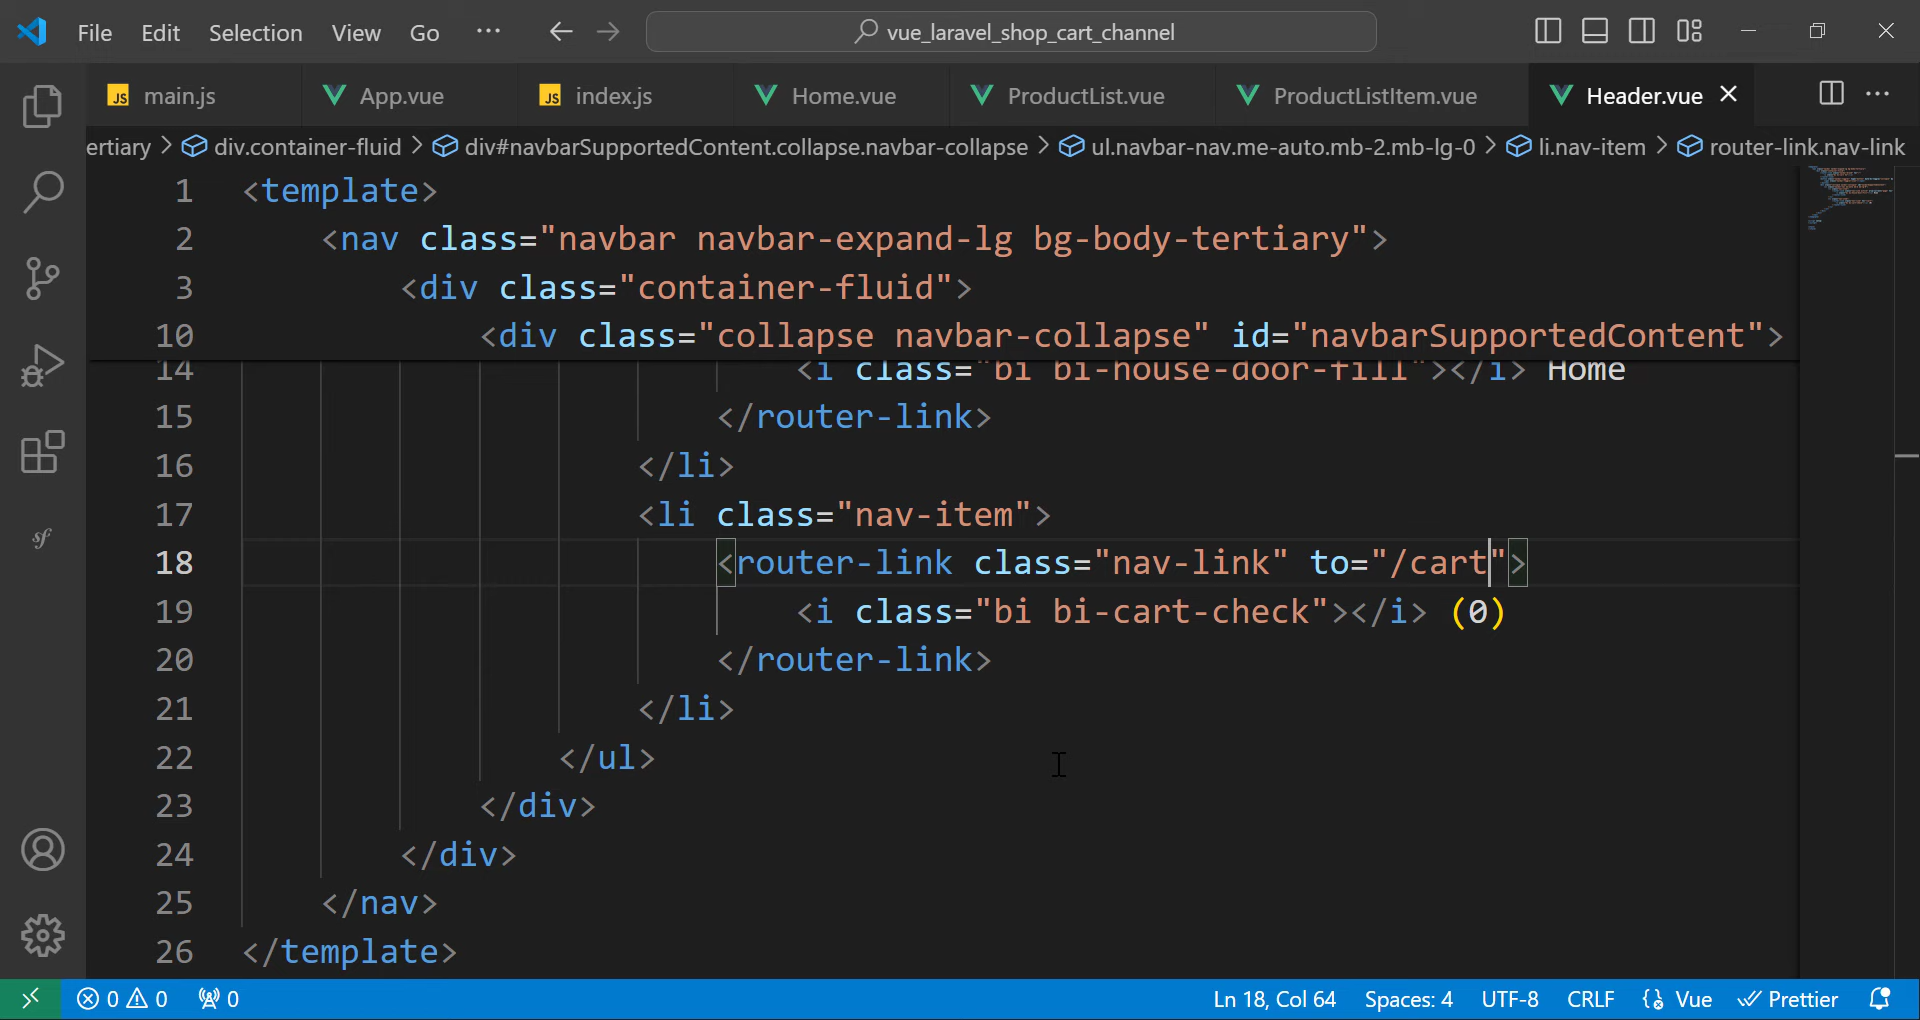 File Edit Selection View Go ··· vue_laravel_shop_cart_channel
main.js App.vue index.js Home.vue ProductList.vue ProductListItem.vue Header.vue
ertiary > div.container-fluid > div#navbarSupportedContent.collapse.navbar-collapse > ul.navbar-nav.me-auto.mb-2.mb-lg-0 > li.nav-item > router-link.nav-link
1 <template>
2 <nav class="navbar navbar-expand-lg bg-body-tertiary">
3 <div class="container-fluid">
10 <div class="collapse navbar-collapse" id="navbarSupportedContent">
14 <i class="bi bi-house-door-fill"></i> Home
15 </router-link>
16 </li>
17 <li class="nav-item">
18 <router-link class="nav-link" to="/cart">
19 <i class="bi bi-cart-check"></i> (0)
20 </router-link>
21 </li>
22 </ul>
23 </div>
24 </div>
25 </nav>
26 </template>
0 0 0 Ln 18, Col 64 Spaces: 4 UTF-8 CRLF Vue Prettier